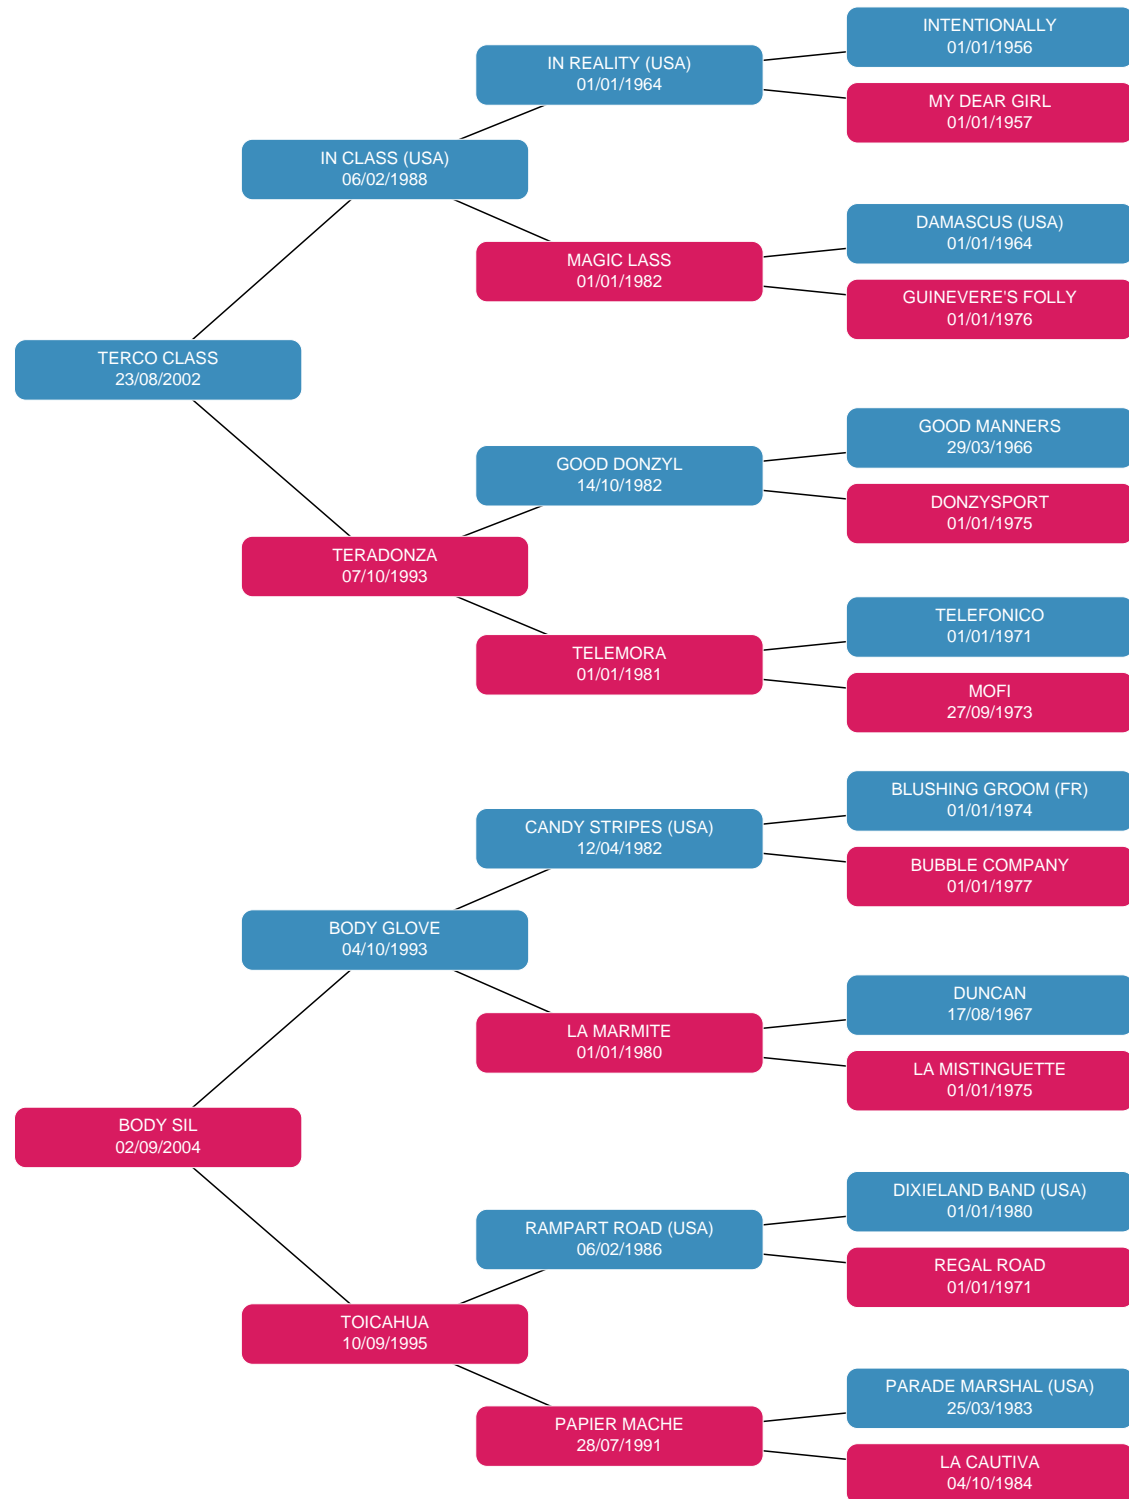 INTENTIONALLY
01/01/1956
IN REALITY (USA)
01/01/1964
MY DEAR GIRL
01/01/1957
IN CLASS (USA)
06/02/1988
DAMASCUS (USA)
01/01/1964
MAGIC LASS
01/01/1982
GUINEVERE'S FOLLY
01/01/1976
TERCO CLASS
23/08/2002
GOOD MANNERS
29/03/1966
GOOD DONZYL
14/10/1982
DONZYSPORT
01/01/1975
TERADONZA
07/10/1993
TELEFONICO
01/01/1971
TELEMORA
01/01/1981
MOFI
27/09/1973
BLUSHING GROOM (FR)
01/01/1974
CANDY STRIPES (USA)
12/04/1982
BUBBLE COMPANY
01/01/1977
BODY GLOVE
04/10/1993
DUNCAN
17/08/1967
LA MARMITE
01/01/1980
LA MISTINGUETTE
01/01/1975
BODY SIL
02/09/2004
DIXIELAND BAND (USA)
01/01/1980
RAMPART ROAD (USA)
06/02/1986
REGAL ROAD
01/01/1971
TOICAHUA
10/09/1995
PARADE MARSHAL (USA)
25/03/1983
PAPIER MACHE
28/07/1991
LA CAUTIVA
04/10/1984